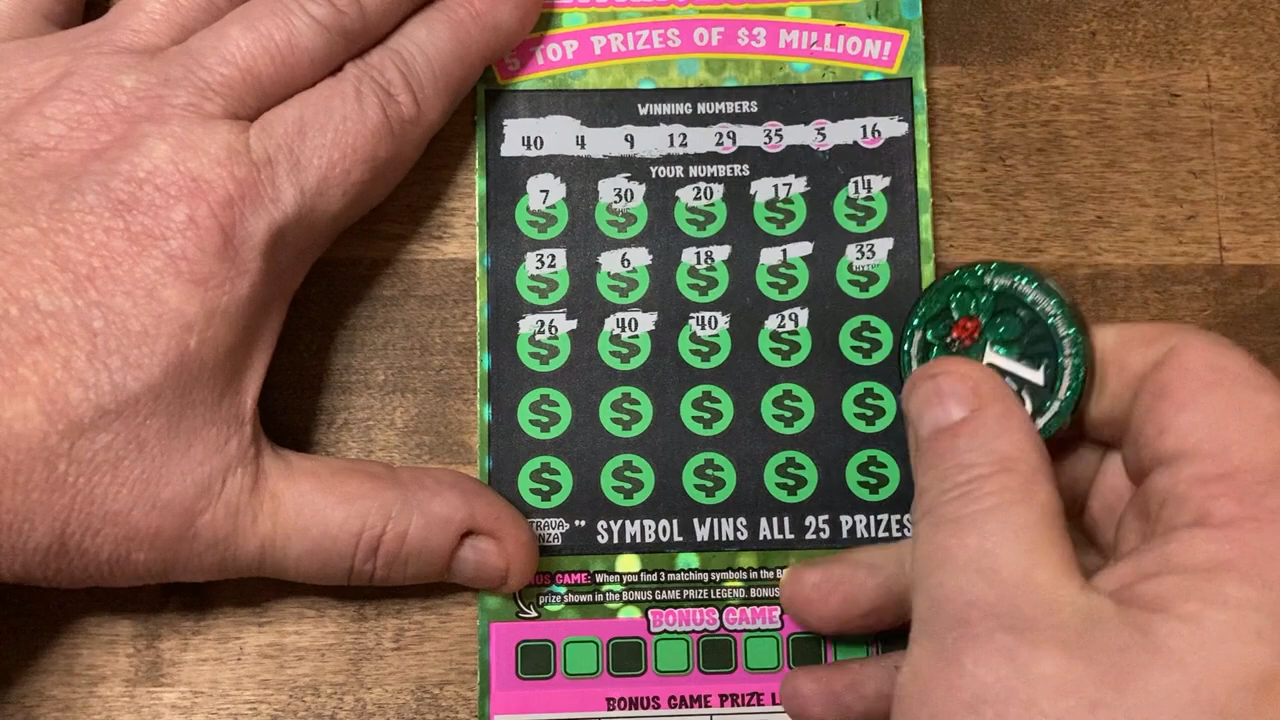 5 TOP PRIZES OF $3 MILLION!
WINNING NUMBERS
40 4 9 12 29 35 5 16
YOUR NUMBERS
7 30 20 17 14
32 6 18 1 33
26 40 40 29
" SYMBOL WINS ALL 25 PRIZES
BONUS GAME: When you find 3 matching symbols in the
prize shown in the BONUS GAME PRIZE LEGEND.
BONUS GAME
BONUS GAME PRIZE